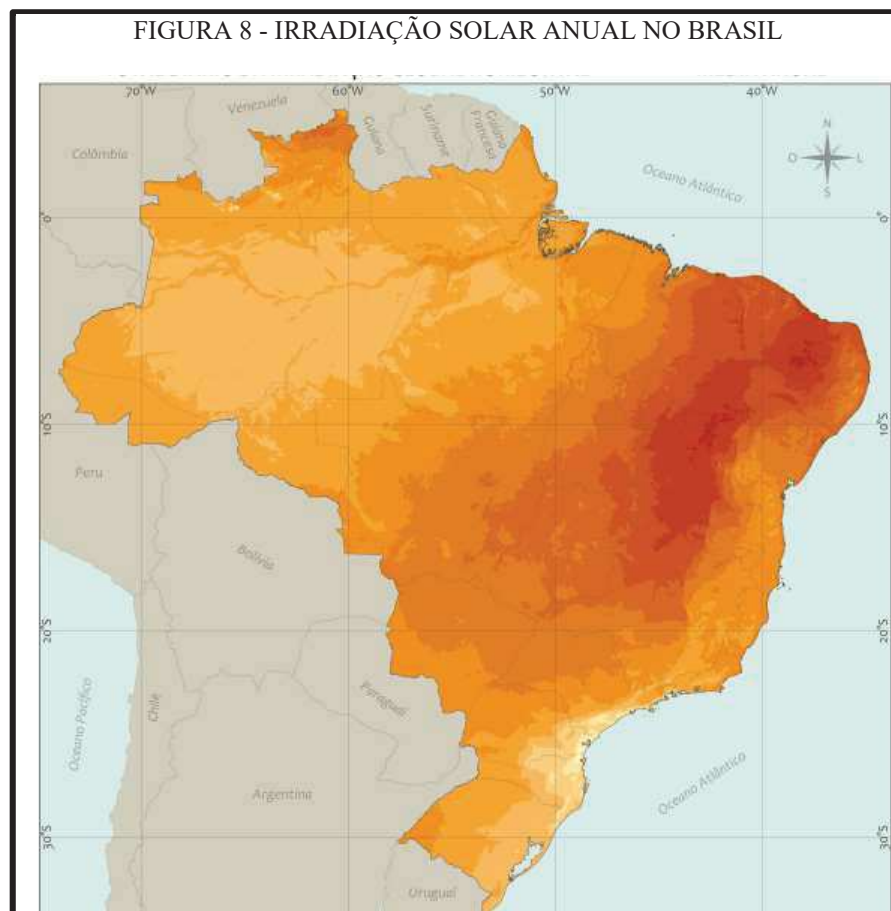 FIGURA 8 - IRRADIAÇÃO SOLAR ANUAL NO BRASIL
70°W
60°W
50°W
40°W
Venezuela
Colômbia
Guiana
Suriname
Guiana
Francesa
N
O
L
S
Oceano Atlântico
0°
0°
10°S
10°S
Peru
Bolívia
20°S
20°S
Oceano Pacífico
Chile
Pyraguai
Argentina
Oceano Atlântico
30°S
30°S
Uruguai